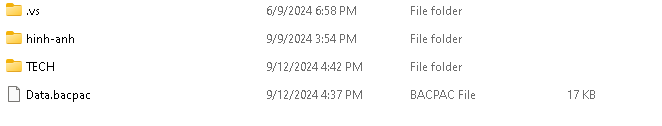 .vs 6/9/2024 6:58 PM File folder
hinh-anh 9/9/2024 3:54 PM File folder
TECH 9/12/2024 4:42 PM File folder
Data.bacpac 9/12/2024 4:37 PM BACPAC File 17 KB